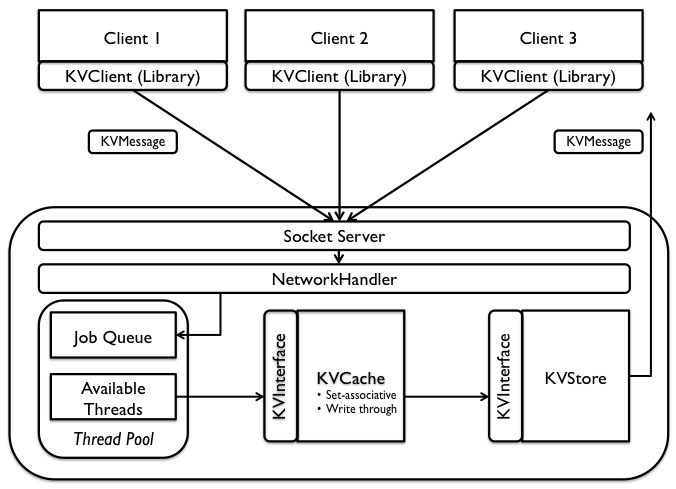 Client 1
Client 2
Client 3
KVClient (Library)
KVClient (Library)
KVClient (Library)
KVMessage
KVMessage
Socket Server
NetworkHandler
Job Queue
Available
Threads
Thread Pool
KVInterface
KVCache
• Set-associative
• Write through
KVInterface
KVStore